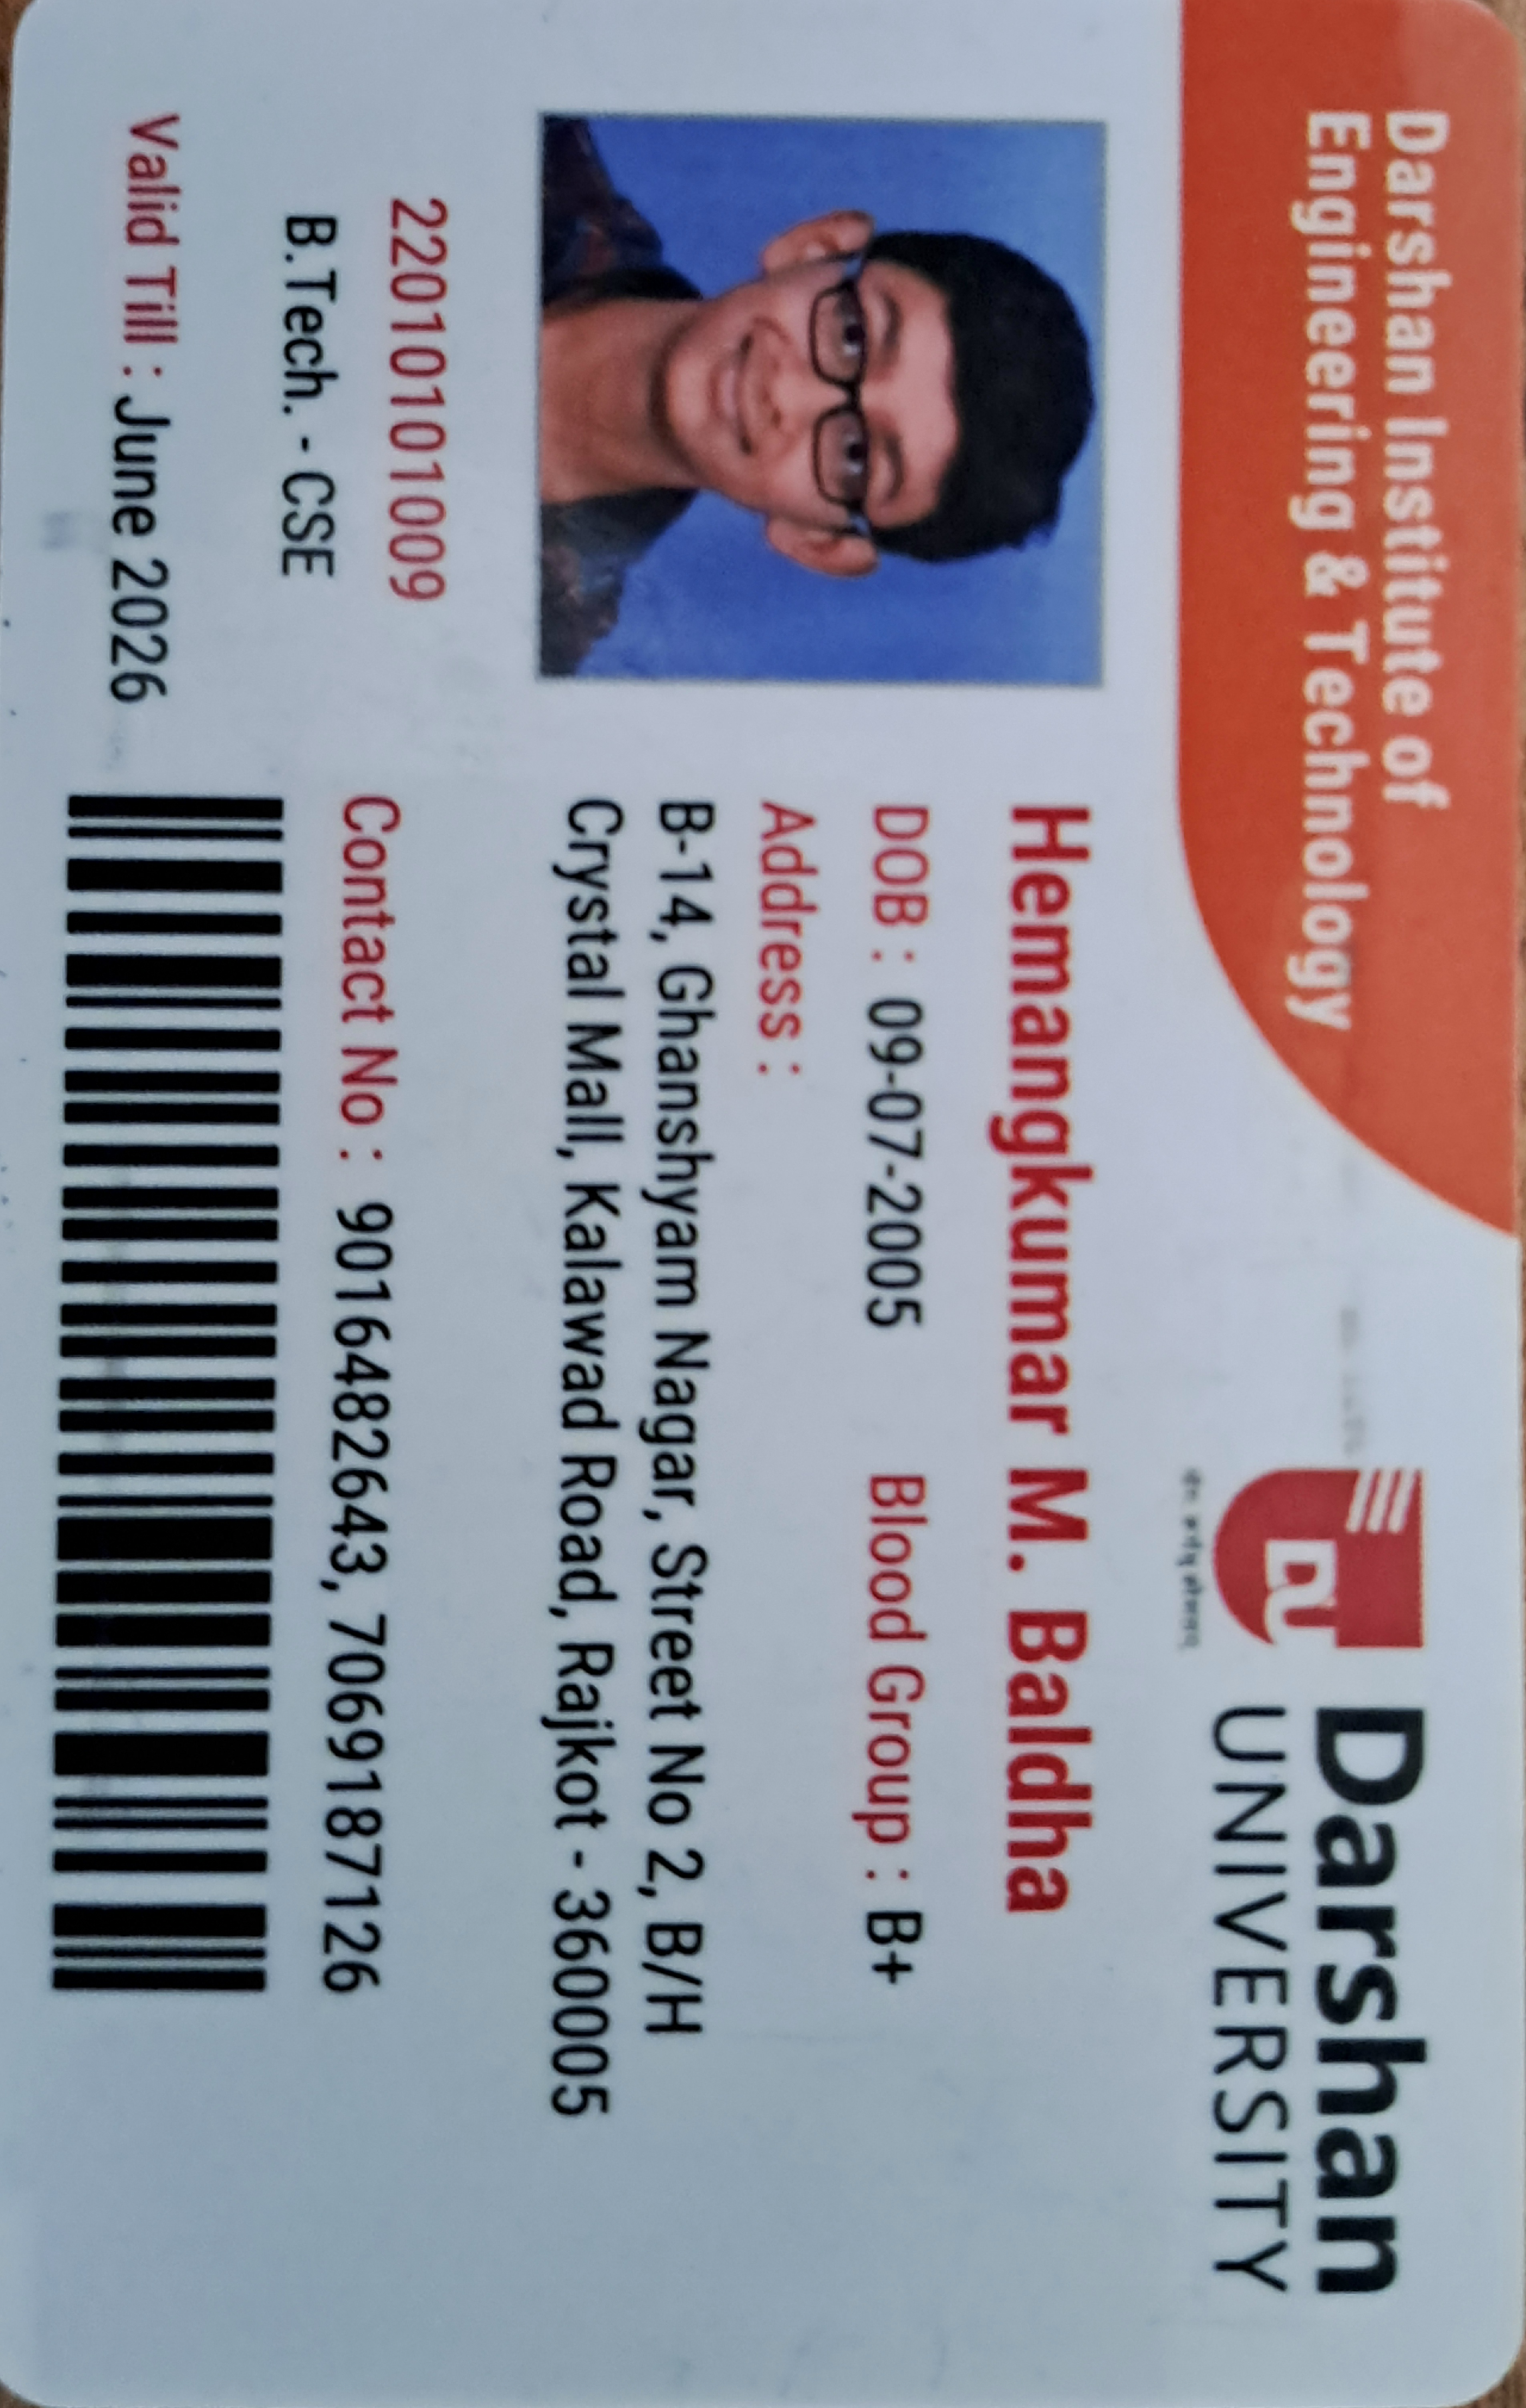 Darshan Institute of
Engineering & Technology
DU
Darshan
UNIVERSITY
Hemangkumar M. Baldha
DOB : 09-07-2005 Blood Group : B+
Address :
B-14, Ghanshyam Nagar, Street No 2, B/H
Crystal Mall, Kalawad Road, Rajkot - 360005
22010101009
B.Tech. - CSE
Contact No : 9016482643, 7069187126
Valid Till : June 2026